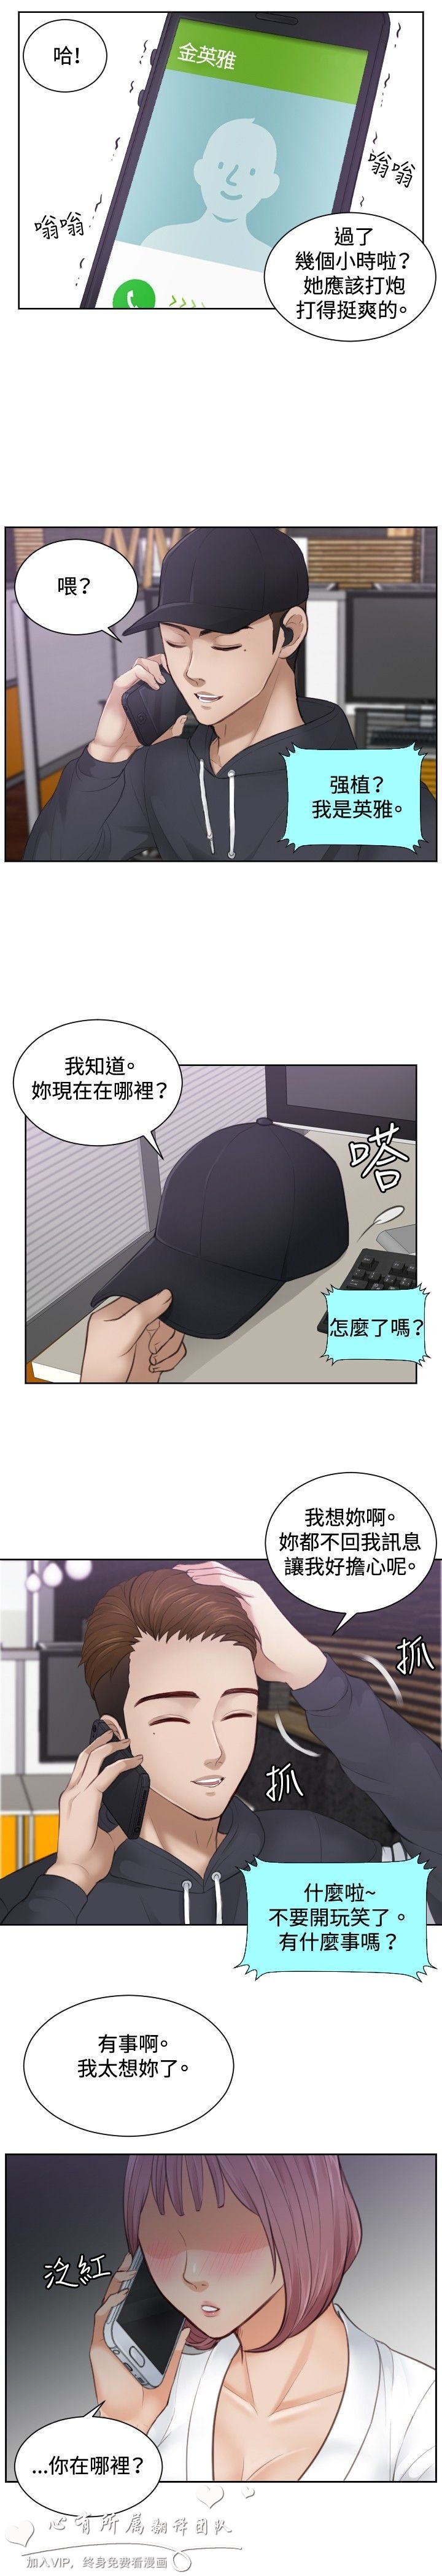 哈!
金英雅
嗡嗡
嗡嗡
過了
幾個小時啦？
她應該打炮
打得挺爽的。
喂？
强植？
我是英雅。
我知道。
妳現在在哪裡？
嗒
怎麼了嗎？
我想妳啊。
妳都不回我訊息
讓我好擔心呢。
抓
抓
什麼啦~
不要開玩笑了。
有什麼事嗎？
有事啊。
我太想妳了。
泛紅
...你在哪裡？
心有所属翻译团队
加入VIP，终身免费看漫画